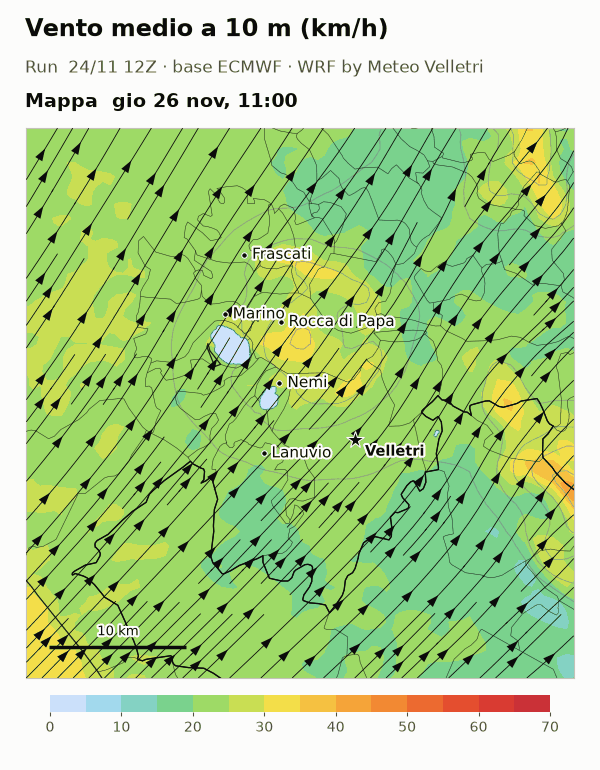 Vento medio a 10 m (km/h)
Run  24/11 12Z · base ECMWF · WRF by Meteo Velletri
Mappa  gio 26 nov, 11:00
Frascati
Marino
Rocca di Papa
Nemi
Velletri
Lanuvio
10 km
0 10 20 30 40 50 60 70